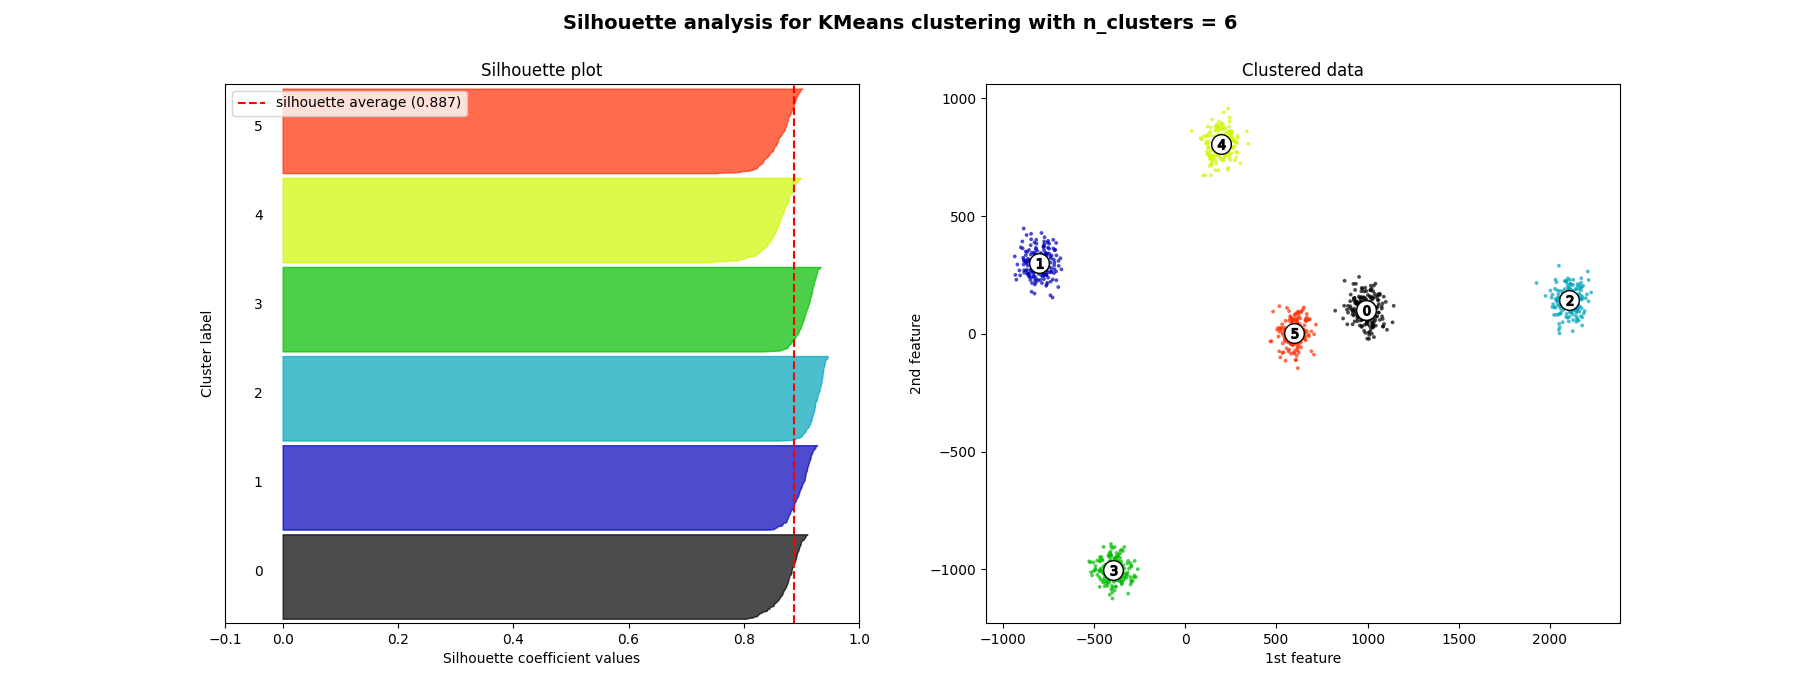 Silhouette analysis for KMeans clustering with n_clusters = 6
Silhouette plot
silhouette average (0.887)
5
4
3
2
1
0
Cluster label
−0.1 0.0 0.2 0.4 0.6 0.8 1.0
Silhouette coefficient values
Clustered data
1000
500
0
−500
−1000
2nd feature
4
1
2
0
5
3
−1000 −500 0 500 1000 1500 2000
1st feature